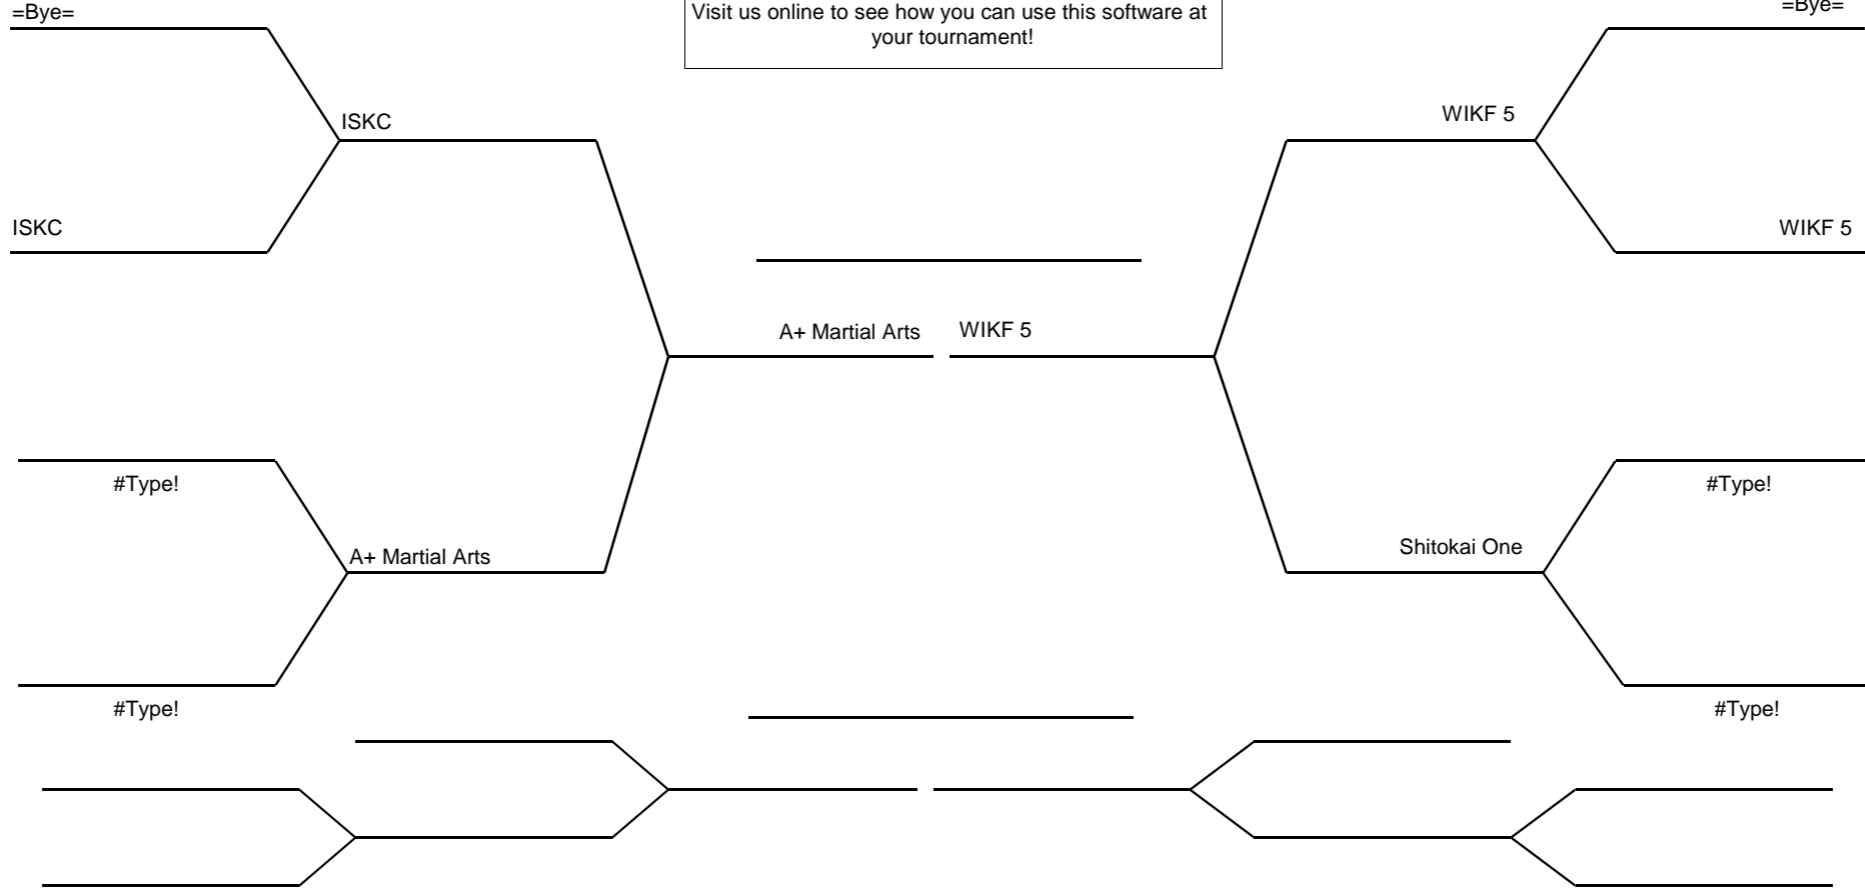 =Bye=
Visit us online to see how you can use this software at
your tournament!
=Bye=
ISKC
WIKF 5
ISKC
WIKF 5
A+ Martial Arts
WIKF 5
#Type!
#Type!
A+ Martial Arts
Shitokai One
#Type!
#Type!